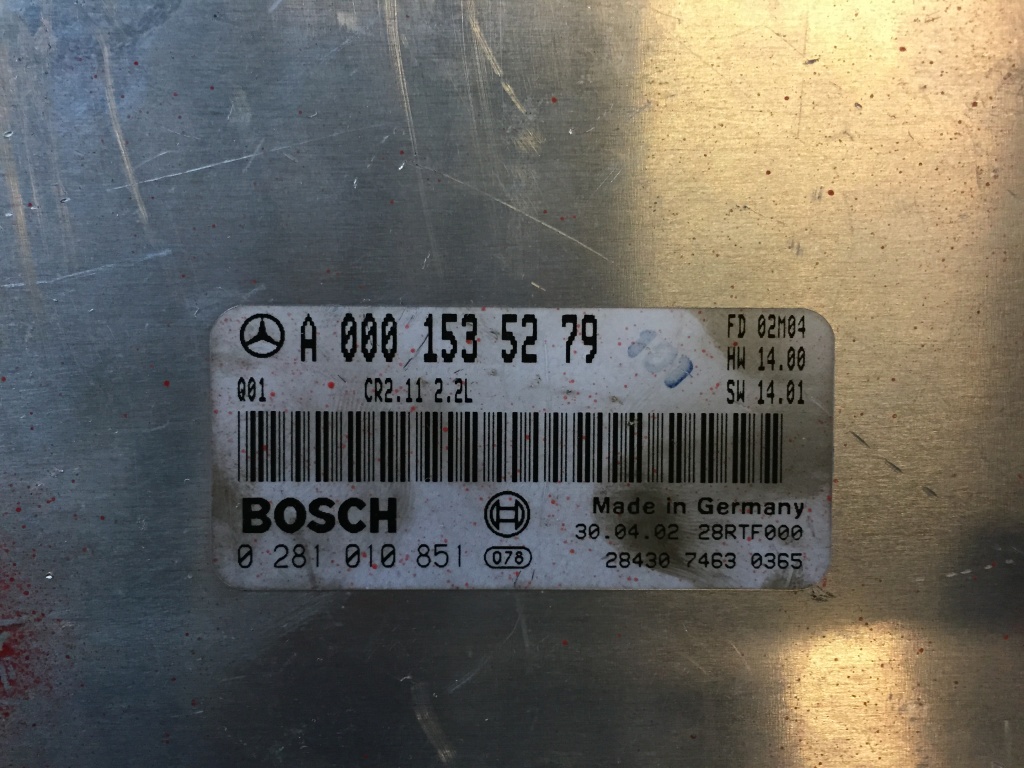 A 000 153 52 79
FD 02M04
HW 14.00
Q01 CR2.11 2.2L SW 14.01
BOSCH
Made in Germany
30.04.02 28RTF000
0 281 010 851 078
28430 7463 0365